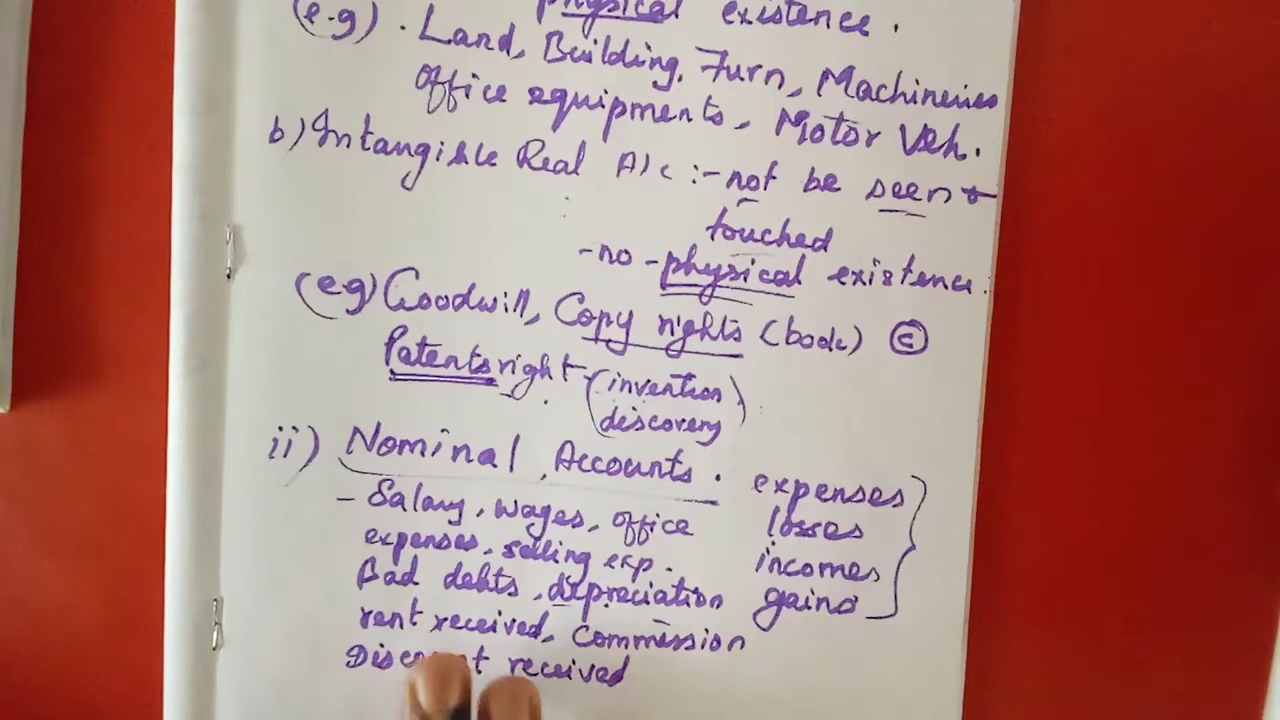 physical existence.
(e.g) . Land, Building, Furn, Machineries
Office equipments, Motor Veh.
b) Intangible Real A/c :- not be seen &
touched
- no - physical existence.
(eg) Goodwill, Copy rights (book) ©
Patents right - (invention
discovery)
ii) Nominal Accounts. expenses
- Salary, wages, office losses
expenses, selling exp. incomes
Bad debts, depreciation gains
rent received, Commission
Discount received